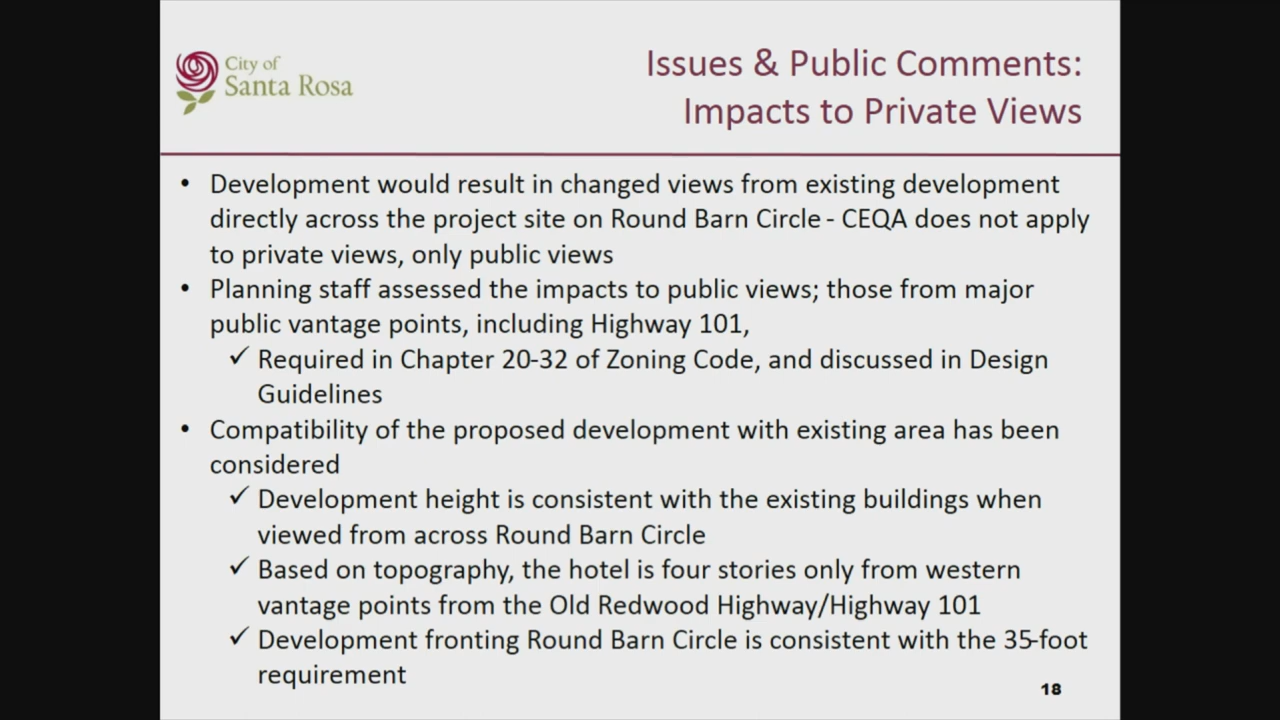 City of
Santa Rosa
Issues & Public Comments:
Impacts to Private Views
• Development would result in changed views from existing development
directly across the project site on Round Barn Circle - CEQA does not apply
to private views, only public views
• Planning staff assessed the impacts to public views; those from major
public vantage points, including Highway 101,
✓ Required in Chapter 20-32 of Zoning Code, and discussed in Design
Guidelines
• Compatibility of the proposed development with existing area has been
considered
✓ Development height is consistent with the existing buildings when
viewed from across Round Barn Circle
✓ Based on topography, the hotel is four stories only from western
vantage points from the Old Redwood Highway/Highway 101
✓ Development fronting Round Barn Circle is consistent with the 35-foot
requirement
18